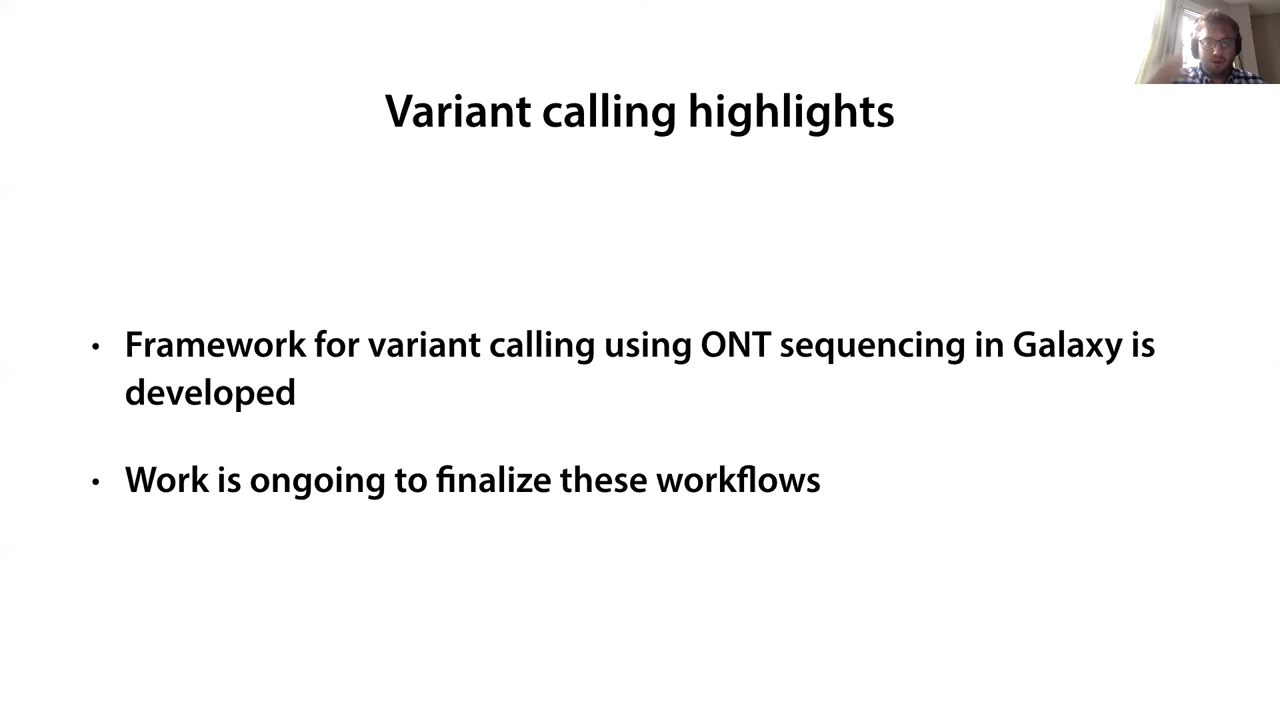 Variant calling highlights
• Framework for variant calling using ONT sequencing in Galaxy is
developed
• Work is ongoing to finalize these workflows